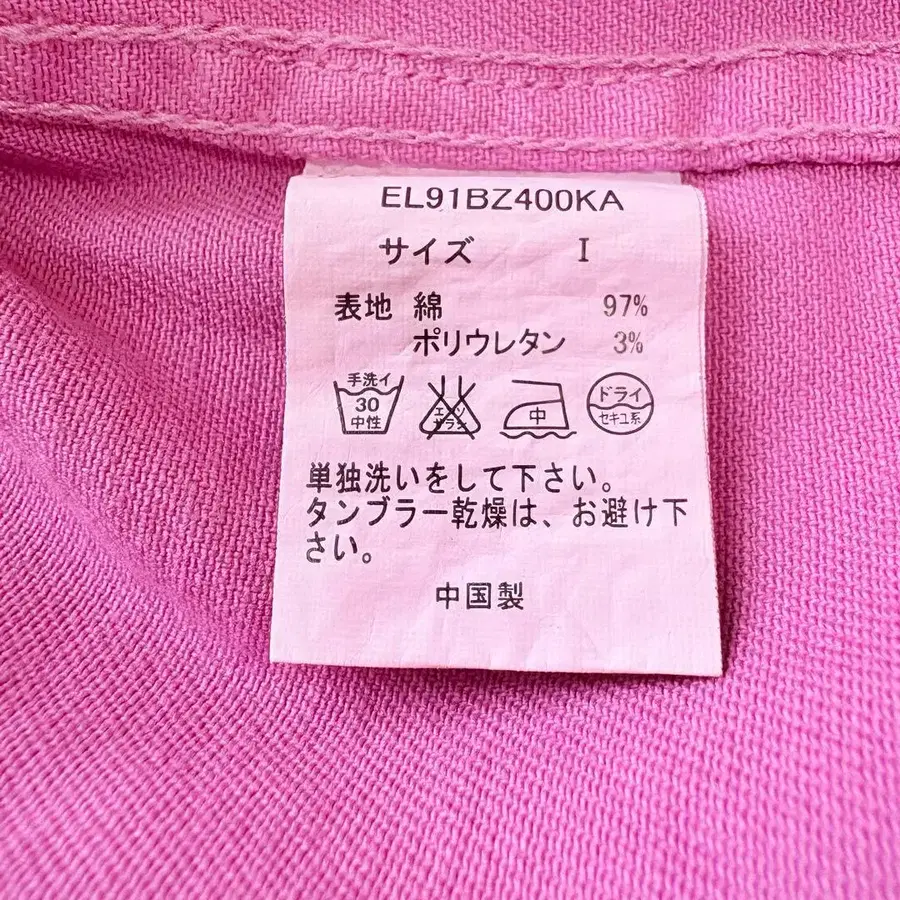 EL91BZ400KA
サイズ I
表地 綿 97%
ポリウレタン 3%
手洗イ
30
中性
エンソ
サラシ
中
ドライ
セキユ系
単独洗いをして下さい。
タンブラー乾燥は、お避け下
さい。
中国製